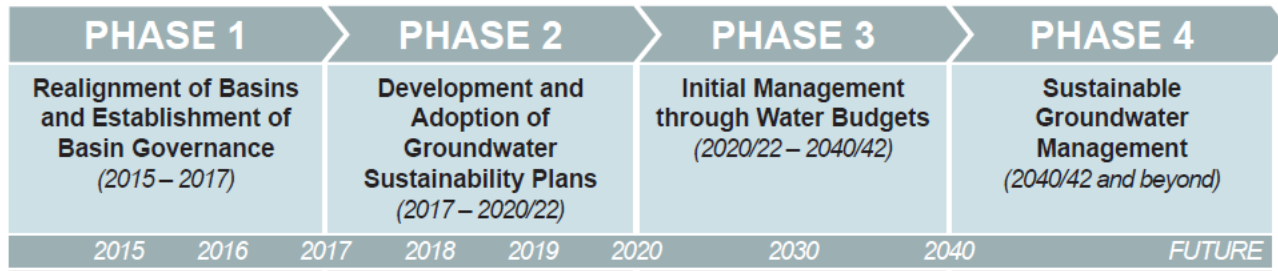 PHASE 1
PHASE 2
PHASE 3
PHASE 4
Realignment of Basins
and Establishment of
Basin Governance
(2015 – 2017)
Development and
Adoption of
Groundwater
Sustainability Plans
(2017 – 2020/22)
Initial Management
through Water Budgets
(2020/22 – 2040/42)
Sustainable
Groundwater
Management
(2040/42 and beyond)
2015 2016 2017 2018 2019 2020 2030 2040 FUTURE